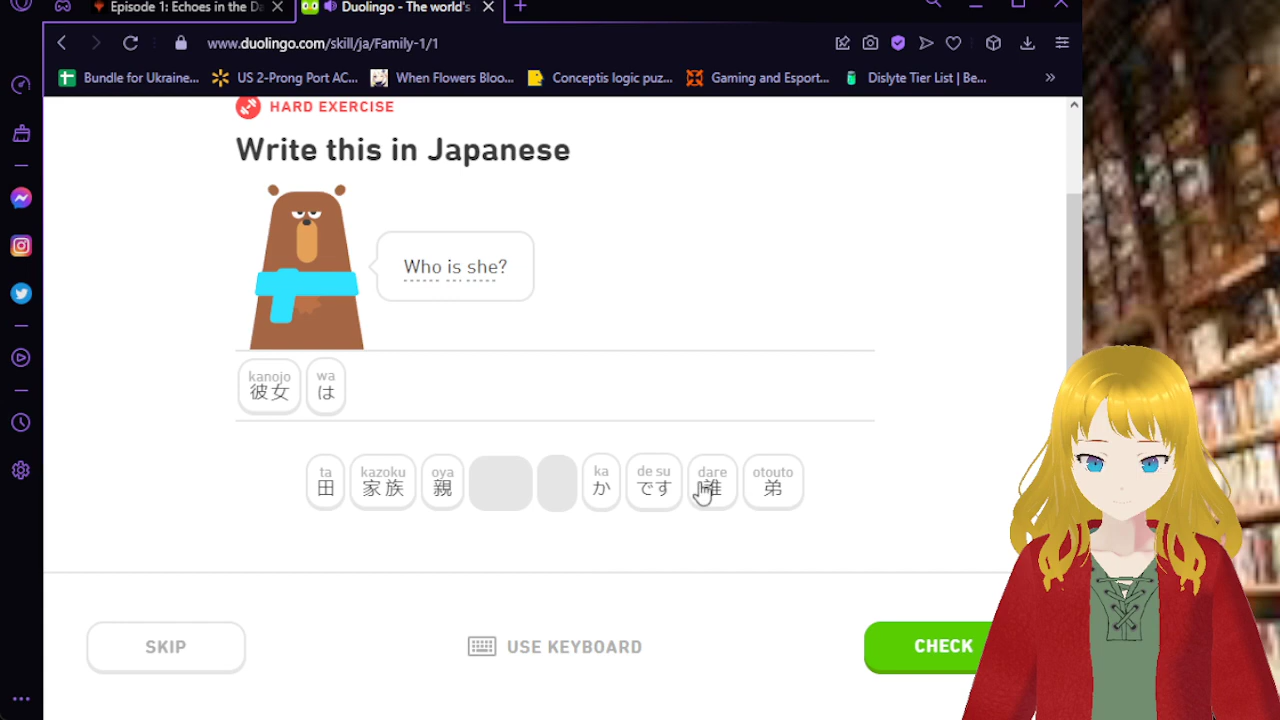 Episode 1: Echoes in the Da
Duolingo - The world's
www.duolingo.com/skill/ja/Family-1/1
Bundle for Ukraine... US 2-Prong Port AC... When Flowers Bloo... Conceptis logic puz... Gaming and Esport... Dislyte Tier List | Be... »
HARD EXERCISE
Write this in Japanese
Who is she?
kanojo wa
彼女 は
ta kazoku oya ka de su dare otouto
田 家族 親 か です 誰 弟
SKIP
USE KEYBOARD
CHECK